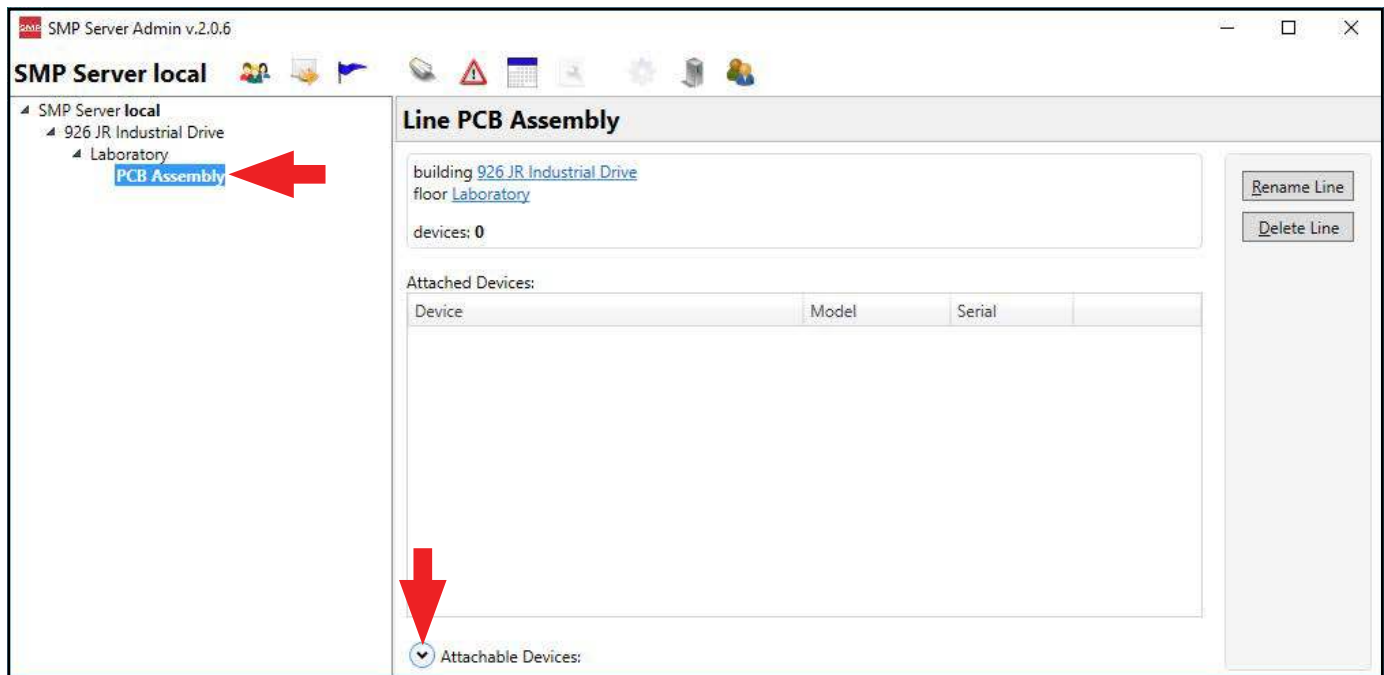 SMP SMP Server Admin v.2.0.6
SMP Server local
SMP Server local
926 JR Industrial Drive
Laboratory
PCB Assembly
Line PCB Assembly
building 926 JR Industrial Drive
floor Laboratory
devices: 0
Rename Line
Delete Line
Attached Devices:
Device Model Serial
Attachable Devices: